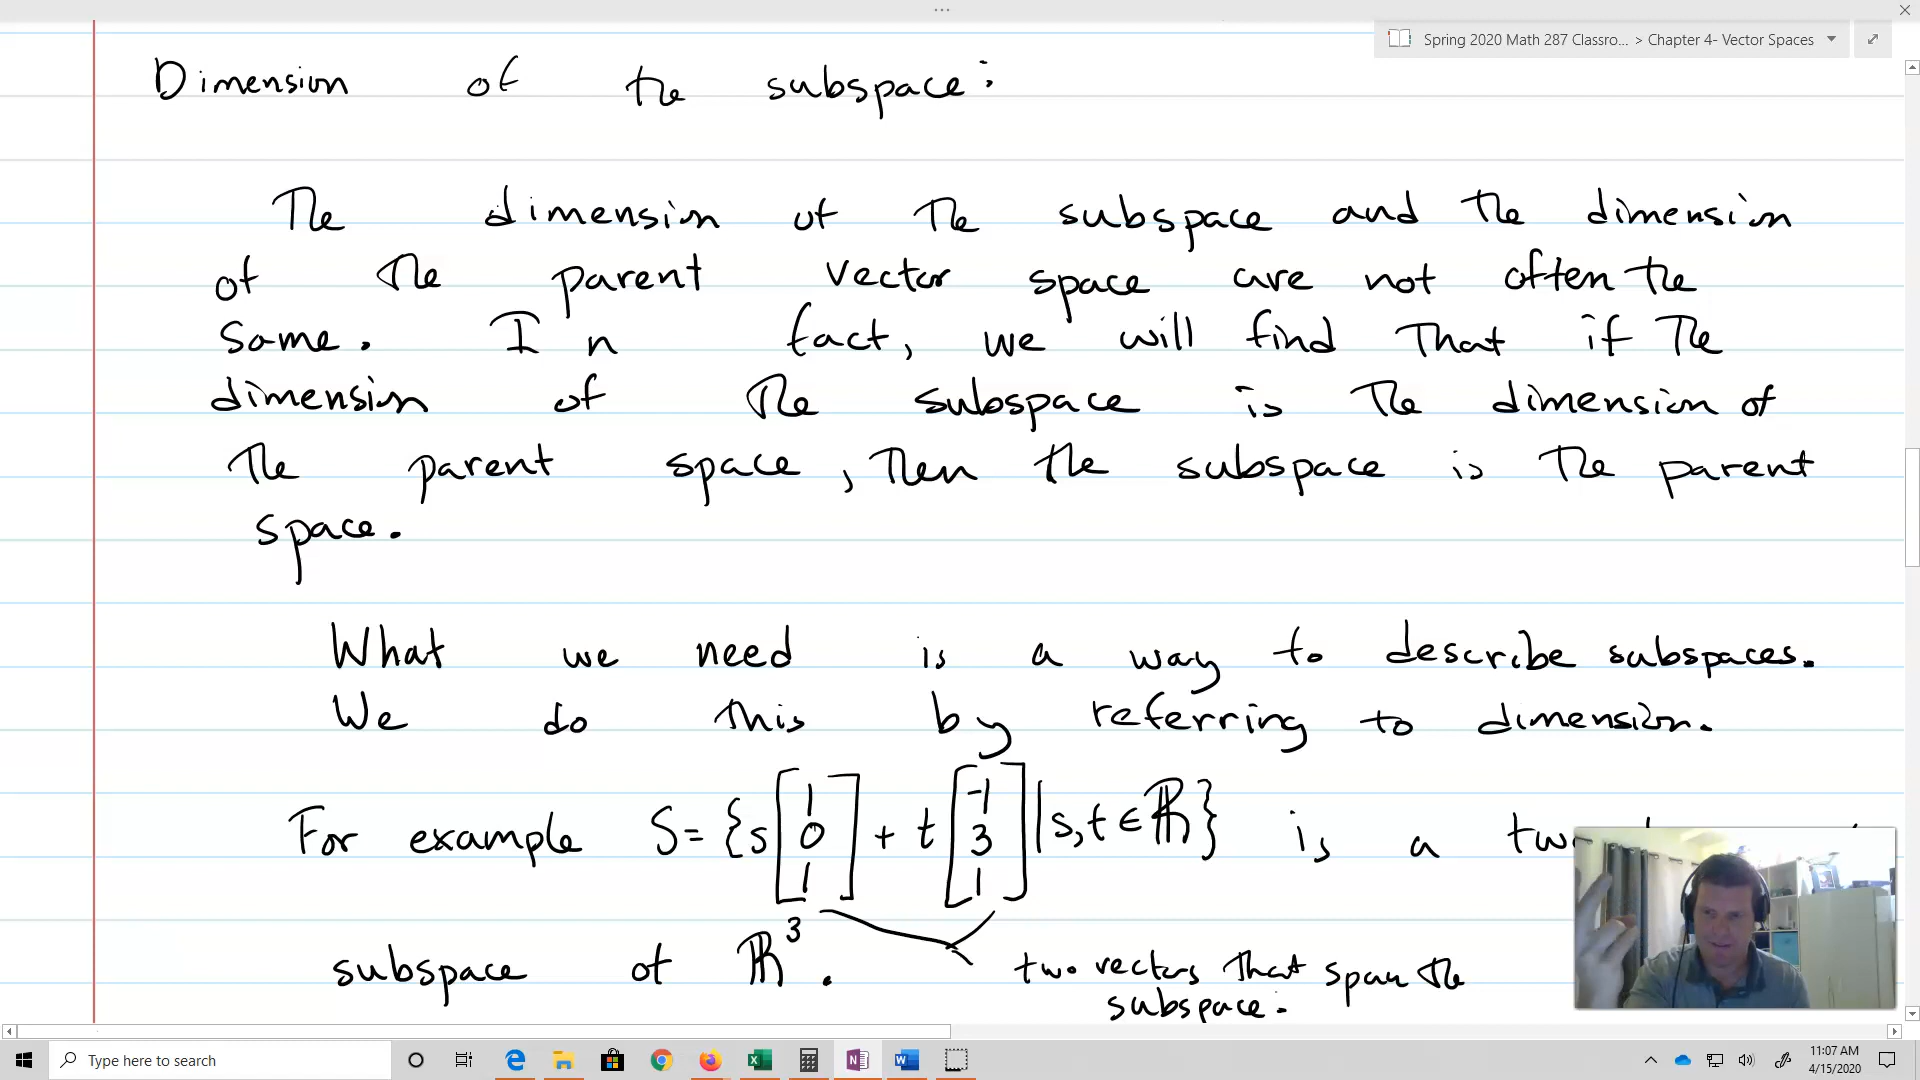 Spring 2020 Math 287 Classro... > Chapter 4- Vector Spaces
Dimension of the subspace:
The dimension of the subspace and the dimension
of the parent vector space are not often the
same. In fact, we will find that if the
dimension of the subspace is the dimension of
the parent space, then the subspace is the parent
space.
What we need is a way to describe subspaces.
We do this by referring to dimension.
For example S = {s[1 0 1] + t[-1 3 1] | s,t ∈ ℝ} is a
subspace of ℝ³.
two vectors that span the
subspace.
Type here to search
11:07 AM
4/15/2020